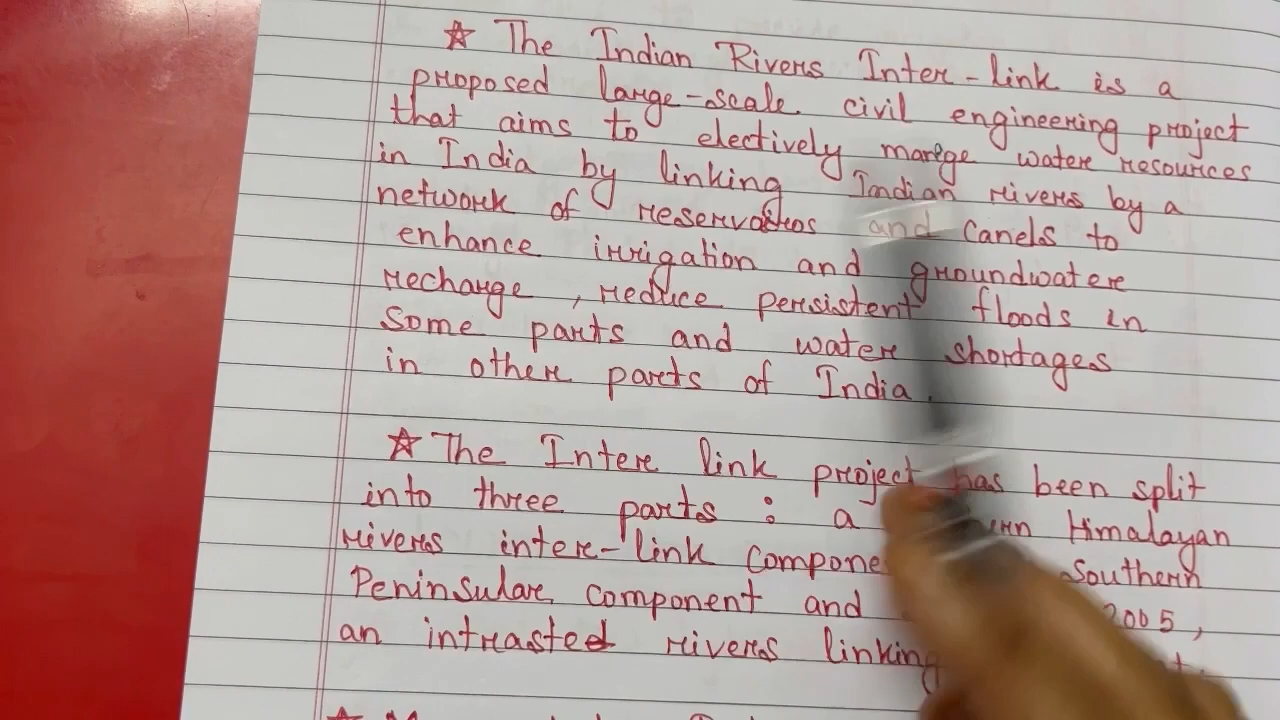 ☆ The Indian Rivers Inter-link is a
proposed large-scale civil engineering project
that aims to electively manege water resources
in India by linking Indian rivers by a
network of reservoiros and Canels to
enhance irrigation and groundwater
recharge, reduce persistent floods in
some parts and water shortages
in other parts of India.
☆ The Inter link project has been split
into three parts : a Himalayan
rivers inter-link Southern
Peninsular component and 2005,
an intrasted rivers linking